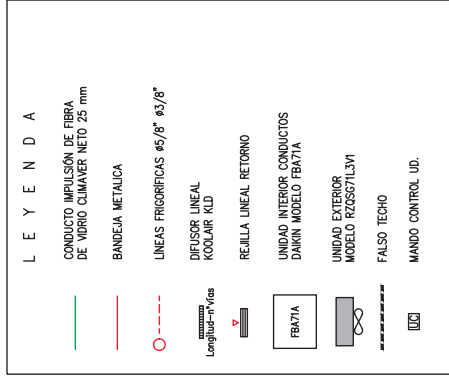 L E Y E N D A
CONDUCTO IMPULSIÓN DE FIBRA
DE VIDRIO CLIMAVER NETO 25 mm
BANDEJA METALICA
LÍNEAS FRIGORÍFICAS ø5/8" ø3/8"
Longitud-nºvías
DIFUSOR LINEAL
KOOLAIR KLD
REJILLA LINEAL RETORNO
FBA71A
UNIDAD INTERIOR CONDUCTOS
DAIKIN MODELO FBA71A
UNIDAD EXTERIOR
MODELO RZQSG71L3V1
FALSO TECHO
UC
MANDO CONTROL UD.